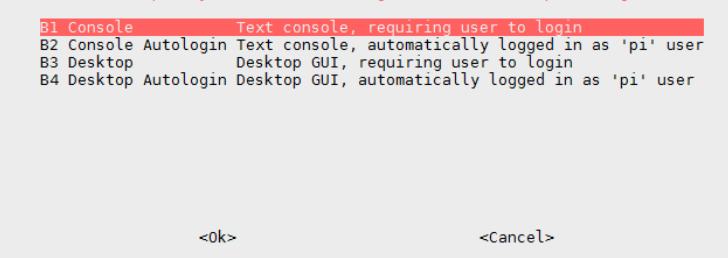 B1 Console Text console, requiring user to login
B2 Console Autologin Text console, automatically logged in as 'pi' user
B3 Desktop Desktop GUI, requiring user to login
B4 Desktop Autologin Desktop GUI, automatically logged in as 'pi' user
<Ok> <Cancel>